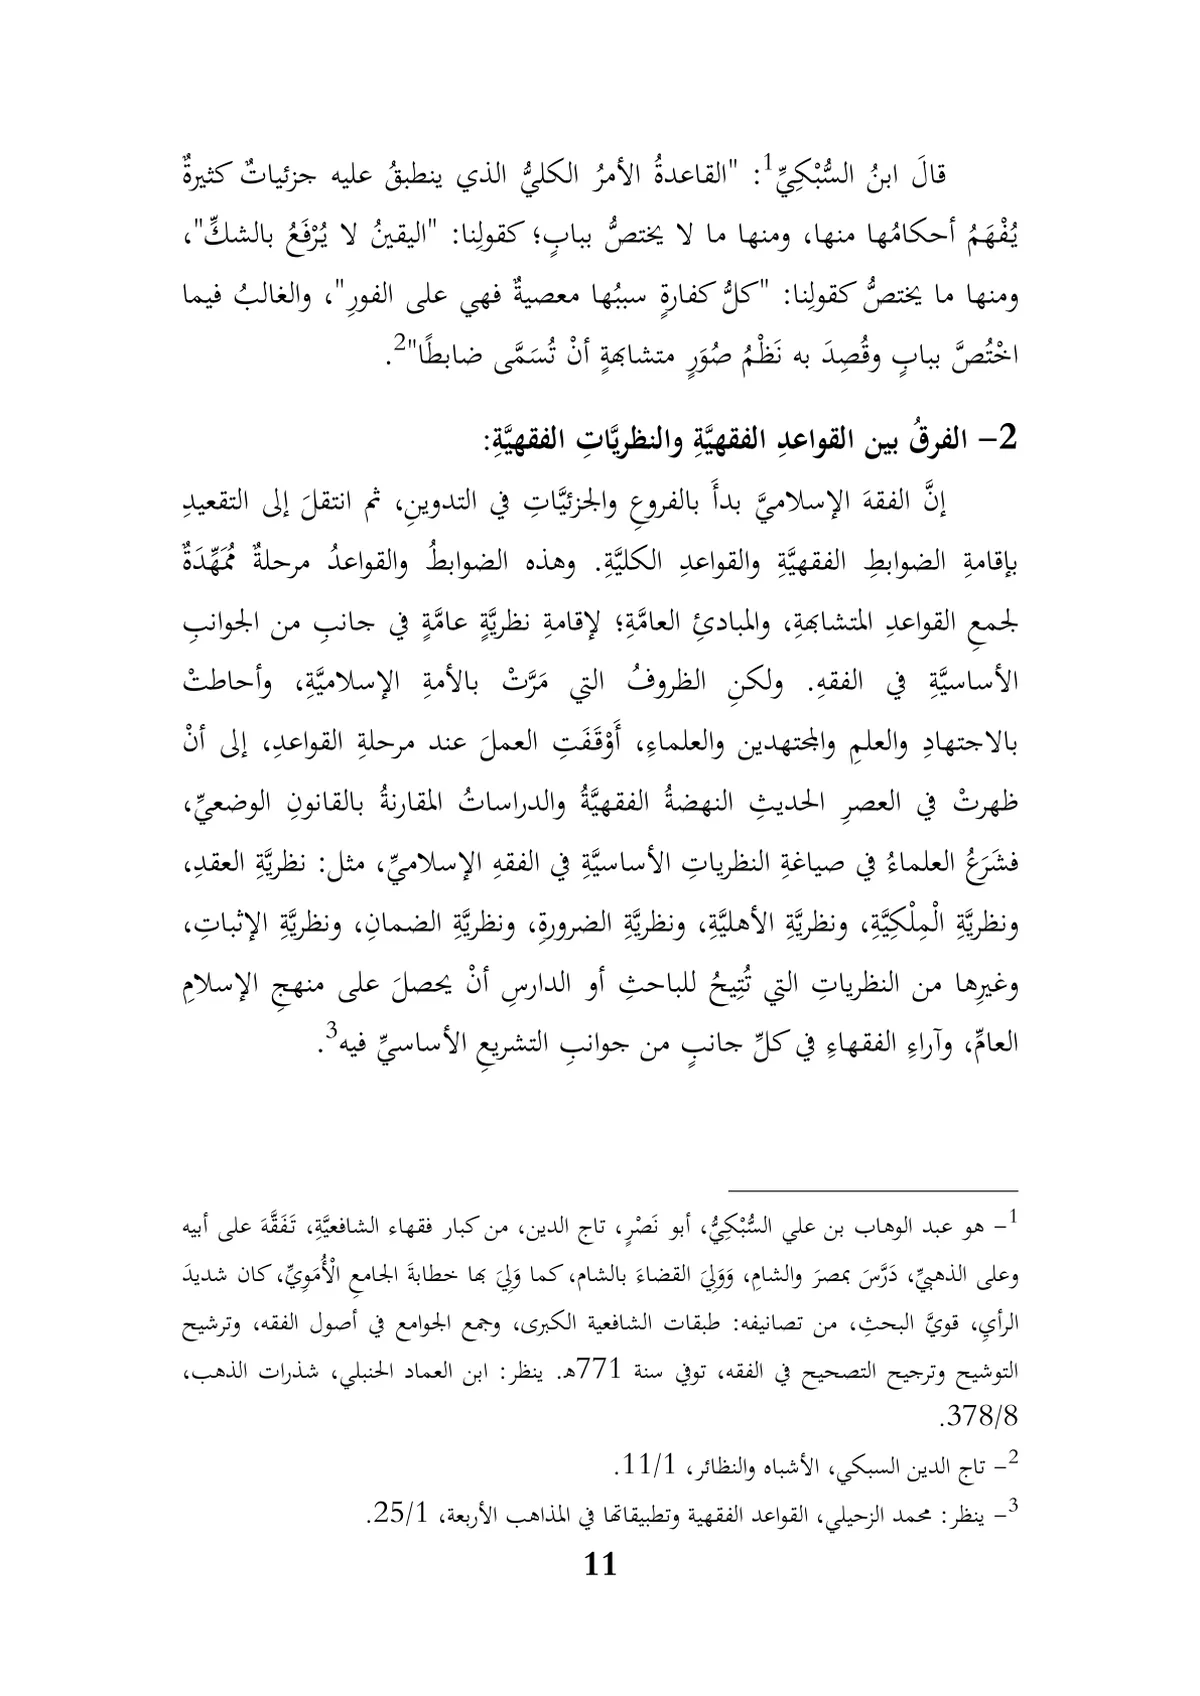 قالَ ابنُ السُّبْكِيِّ1: "القاعدةُ الأمرُ الكليُّ الذي ينطبقُ عليه جزئياتٌ كثيرةٌ
يُفْهَمُ أحكامُها منها، ومنها ما لا يختصُّ ببابٍ؛ كقولِنا: "اليقينُ لا يُرْفَعُ بالشكِّ"،
ومنها ما يختصُّ كقولِنا: "كلُّ كفارةٍ سببُها معصيةٌ فهي على الفورِ"، والغالبُ فيما
اخْتُصَّ ببابٍ وقُصِدَ به نَظْمُ صُوَرٍ متشابهةٍ أنْ تُسَمَّى ضابطًا"2.
2- الفرقُ بين القواعدِ الفقهيَّةِ والنظريَّاتِ الفقهيَّةِ:
إنَّ الفقهَ الإسلاميَّ بدأَ بالفروعِ والجزئيَّاتِ في التدوينِ، ثم انتقلَ إلى التقعيدِ
بإقامةِ الضوابطِ الفقهيَّةِ والقواعدِ الكليَّةِ. وهذه الضوابطُ والقواعدُ مرحلةٌ مُمَهِّدَةٌ
لجمعِ القواعدِ المتشابهةِ، والمبادئِ العامَّةِ؛ لإقامةِ نظريَّةٍ عامَّةٍ في جانبِ من الجوانبِ
الأساسيَّةِ في الفقهِ. ولكنِ الظروفُ التي مَرَّتْ بالأمةِ الإسلاميَّةِ، وأحاطتْ
بالاجتهادِ والعلمِ والمجتهدين والعلماءِ، أَوْقَفَتِ العملَ عند مرحلةِ القواعدِ، إلى أنْ
ظهرتْ في العصرِ الحديثِ النهضةُ الفقهيَّةُ والدراساتُ المقارنةُ بالقانونِ الوضعيِّ،
فشَرَعُ العلماءُ في صياغةِ النظرياتِ الأساسيَّةِ في الفقهِ الإسلاميِّ، مثل: نظريَّةِ العقدِ،
ونظريَّةِ الْمِلْكِيَّةِ، ونظريَّةِ الأهليَّةِ، ونظريَّةِ الضرورةِ، ونظريَّةِ الضمانِ، ونظريَّةِ الإثباتِ،
وغيرِها من النظرياتِ التي تُتِيحُ للباحثِ أو الدارسِ أنْ يحصلَ على منهجِ الإسلامِ
العامِّ، وآراءِ الفقهاءِ في كلِّ جانبٍ من جوانبِ التشريعِ الأساسيِّ فيه3.
1- هو عبد الوهاب بن علي السُّبْكِيُّ، أبو نَصْرٍ، تاج الدين، من كبار فقهاء الشافعيَّةِ، تَفَقَّهَ على أبيه
وعلى الذهبيِّ، دَرَّسَ بمصرَ والشامِ، وَوَلِيَ القضاءَ بالشام، كما وَلِيَ بها خطابةَ الجامعِ الْأُمَوِيِّ، كان شديدَ
الرأيِ، قويَّ البحثِ، من تصانيفه: طبقات الشافعية الكبرى، وجمع الجوامع في أصول الفقه، وترشيح
التوشيح وترجيح التصحيح في الفقه، توفي سنة 771هـ. ينظر: ابن العماد الحنبلي، شذرات الذهب،
378/8.
2- تاج الدين السبكي، الأشباه والنظائر، 11/1.
3- ينظر: محمد الزحيلي، القواعد الفقهية وتطبيقاتها في المذاهب الأربعة، 25/1.
11